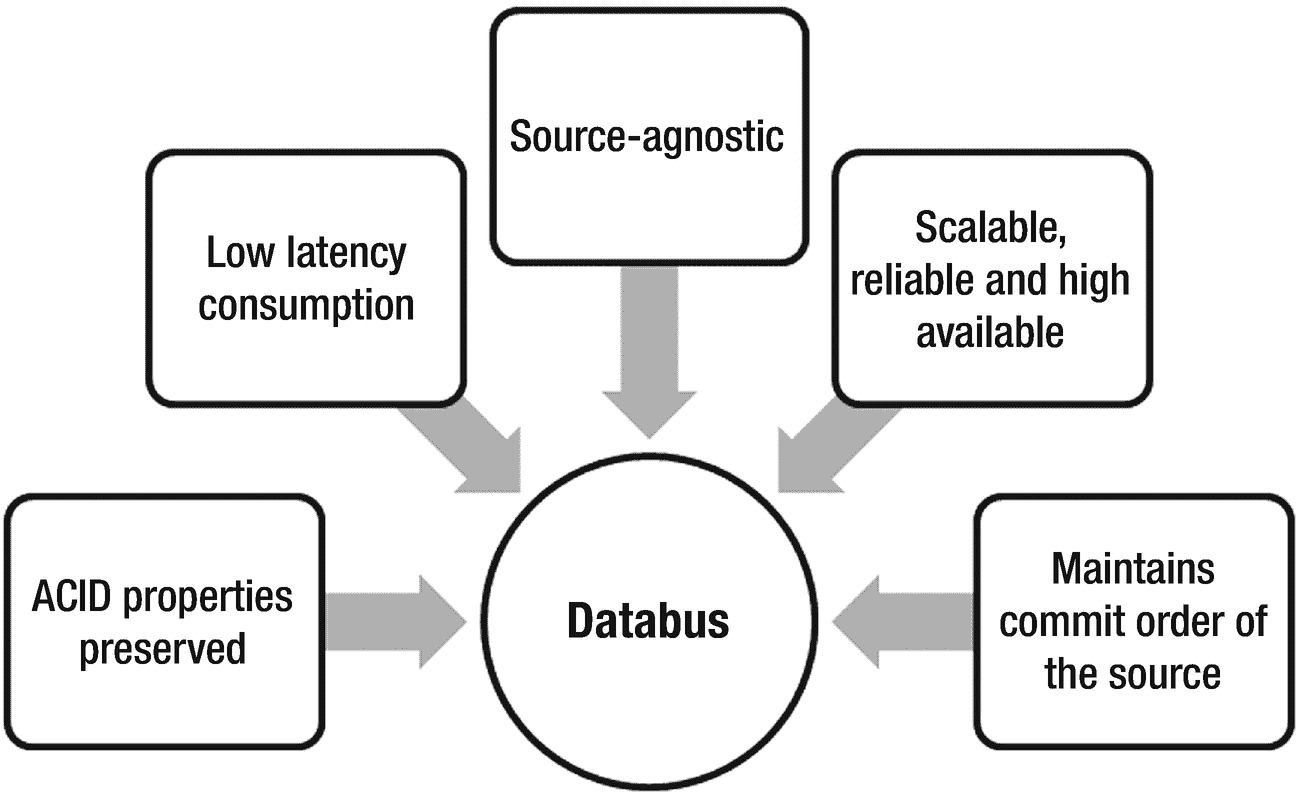 Source-agnostic
Low latency
consumption
Scalable,
reliable and high
available
ACID properties
preserved
Databus
Maintains
commit order of
the source